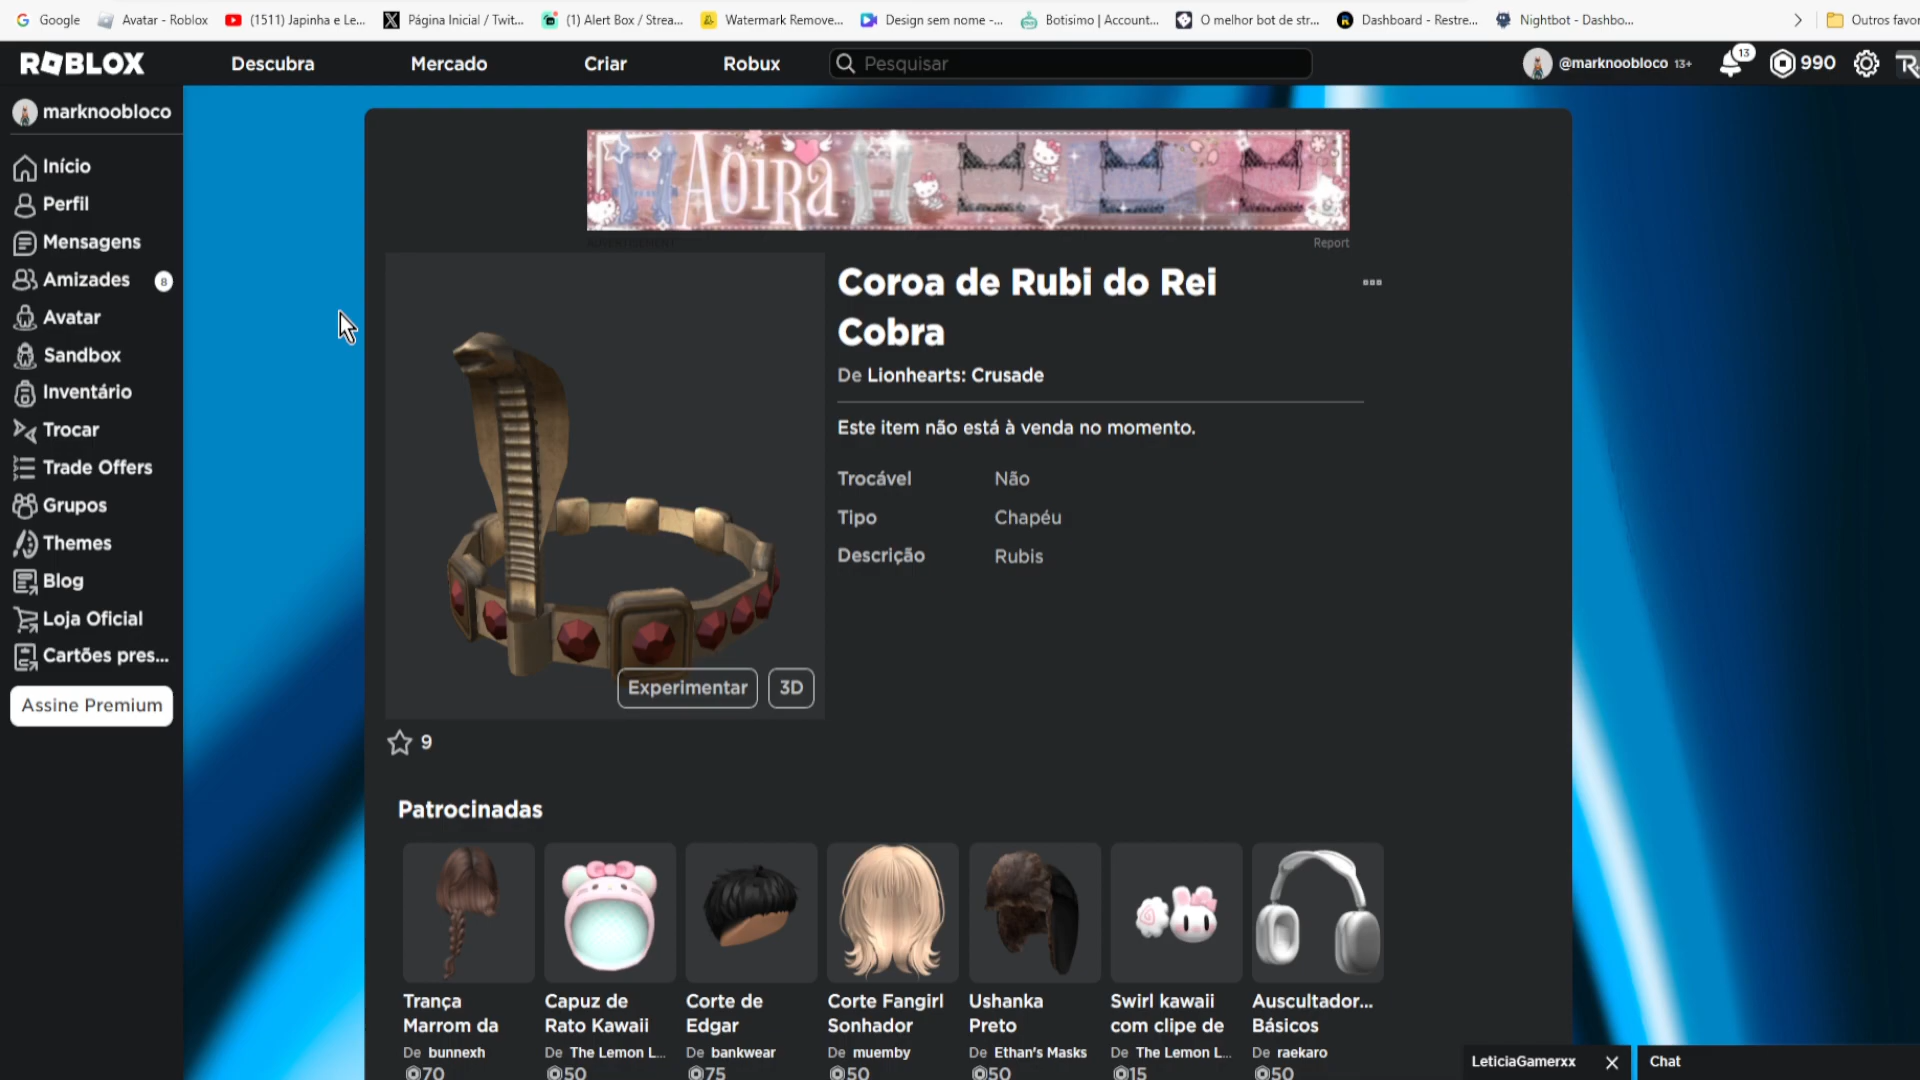 Google
Avatar - Roblox
(1511) Japinha e Le...
Página Inicial / Twit...
(1) Alert Box / Strea...
Watermark Remove...
Design sem nome -...
Botisimo | Account...
O melhor bot de str...
Dashboard - Restre...
Nightbot - Dashbo...
Outros favor
ROBLOX
Descubra
Mercado
Criar
Robux
Pesquisar
@marknoobloco 13+
13
990
marknoobloco
Início
Perfil
Mensagens
Amizades 8
Avatar
Sandbox
Inventário
Trocar
Trade Offers
Grupos
Themes
Blog
Loja Oficial
Cartões pres...
Assine Premium
Aoira
ADVERTISEMENT
Report
Coroa de Rubi do Rei
Cobra
De Lionhearts: Crusade
Este item não está à venda no momento.
Trocável Não
Tipo Chapéu
Descrição Rubis
Experimentar
3D
9
Patrocinadas
Trança
Marrom da
De bunnexh
70
Capuz de
Rato Kawaii
De The Lemon L...
50
Corte de
Edgar
De bankwear
75
Corte Fangirl
Sonhador
De muemby
50
Ushanka
Preto
De Ethan's Masks
50
Swirl kawaii
com clipe de
De The Lemon L...
15
Auscultador...
Básicos
De raekaro
50
LeticiaGamerxx
Chat